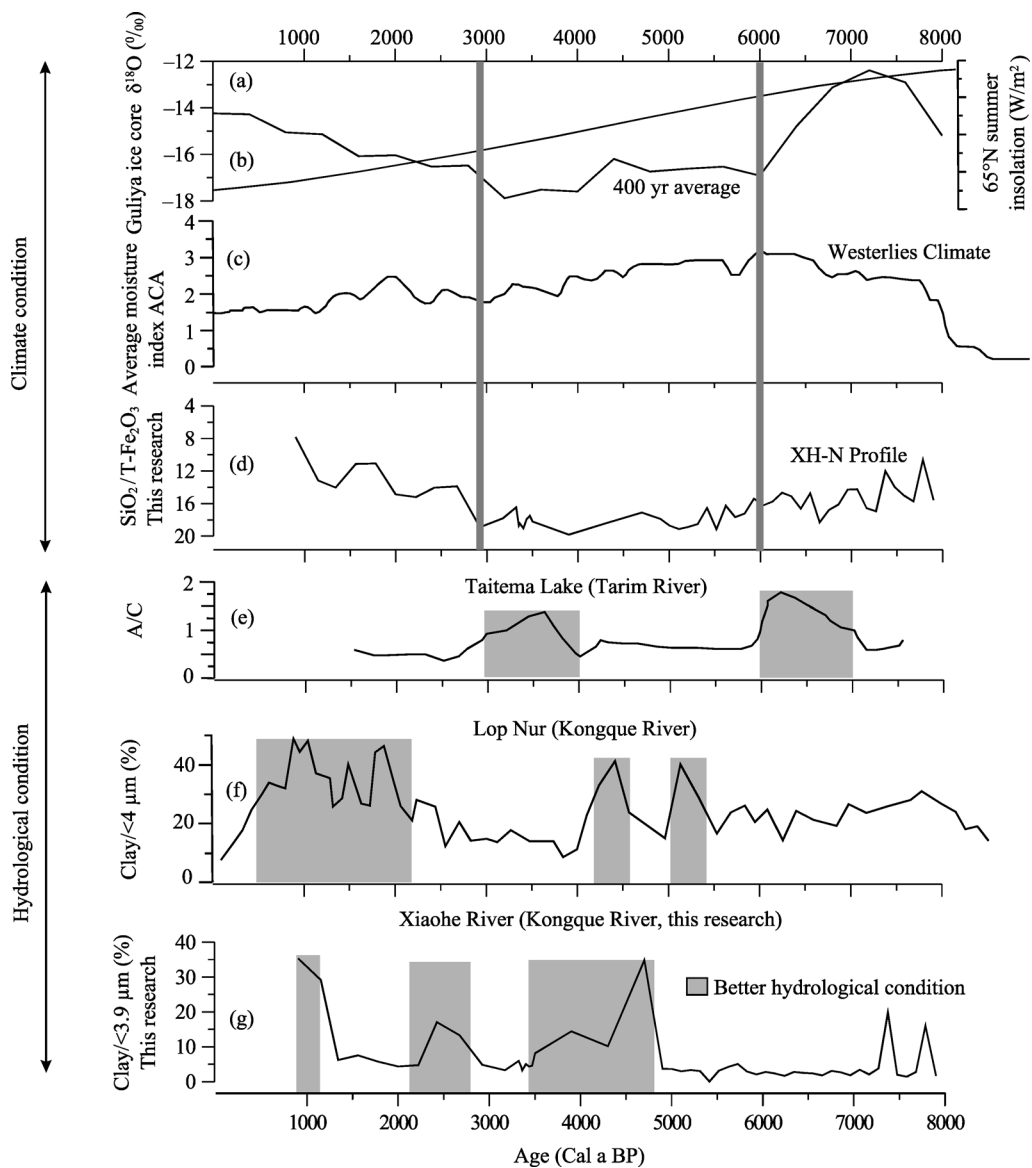 1000 2000 3000 4000 5000 6000 7000 8000
Climate condition
Guliya ice core δ¹⁸O (⁰/₀₀)
-12
-14
-16
-18
(a)
(b)
400 yr average
65°N summer
insolation (W/m²)
Average moisture
index ACA
4
3
2
1
0
(c)
Westerlies Climate
SiO₂/T-Fe₂O₃
This research
4
8
12
16
20
(d)
XH-N Profile
Hydrological condition
Taitema Lake (Tarim River)
A/C
2
1
0
(e)
Lop Nur (Kongque River)
Clay/<4 μm (%)
40
20
0
(f)
Xiaohe River (Kongque River, this research)
Clay/<3.9 μm (%)
This research
40
35
30
15
10
5
0
(g)
Better hydrological condition
1000 2000 3000 4000 5000 6000 7000 8000
Age (Cal a BP)